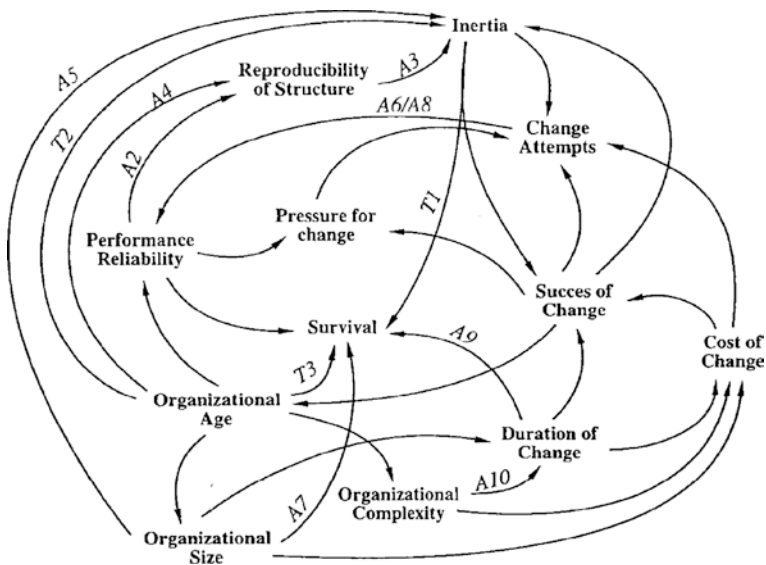 Inertia
A5
Reproducibility
of Structure
A3
A4
T2
A6/A8
Change
Attempts
A2
T1
Pressure for
change
Performance
Reliability
Succes of
Change
Survival
A9
Cost of
Change
T3
Organizational
Age
Duration of
Change
A10
Organizational
Complexity
A7
Organizational
Size